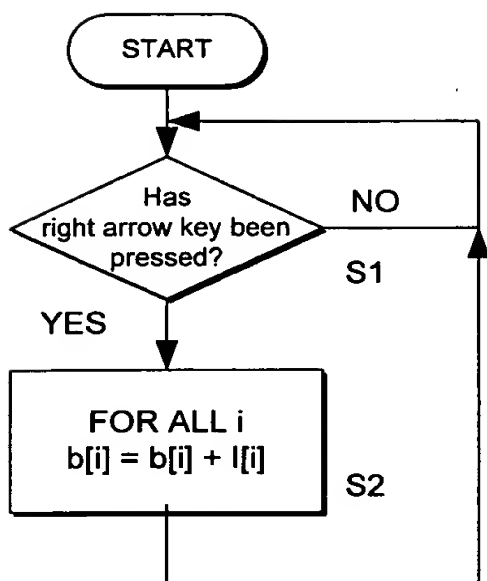 START
Has
right arrow key been
pressed?
NO
S1
YES
FOR ALL i
b[i] = b[i] + I[i]
S2